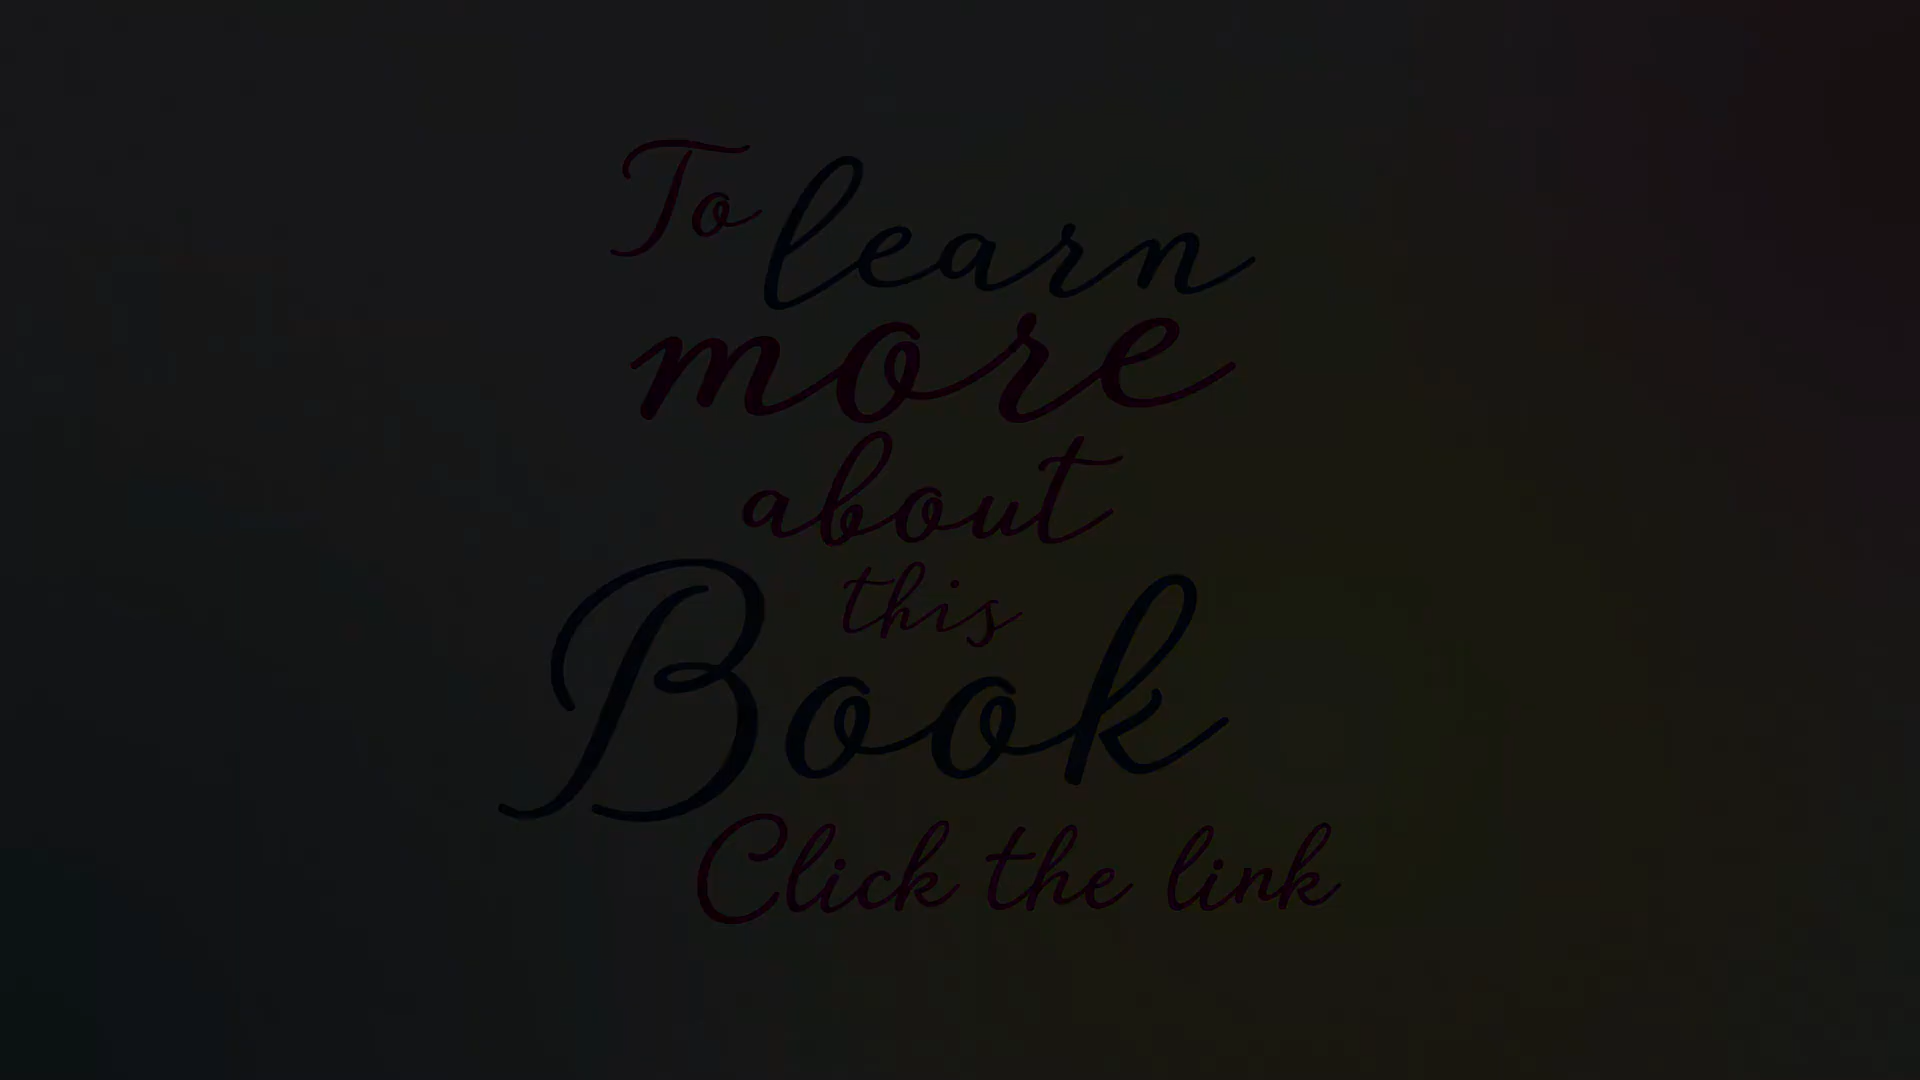 To learn
more
about
this
Book
Click the link